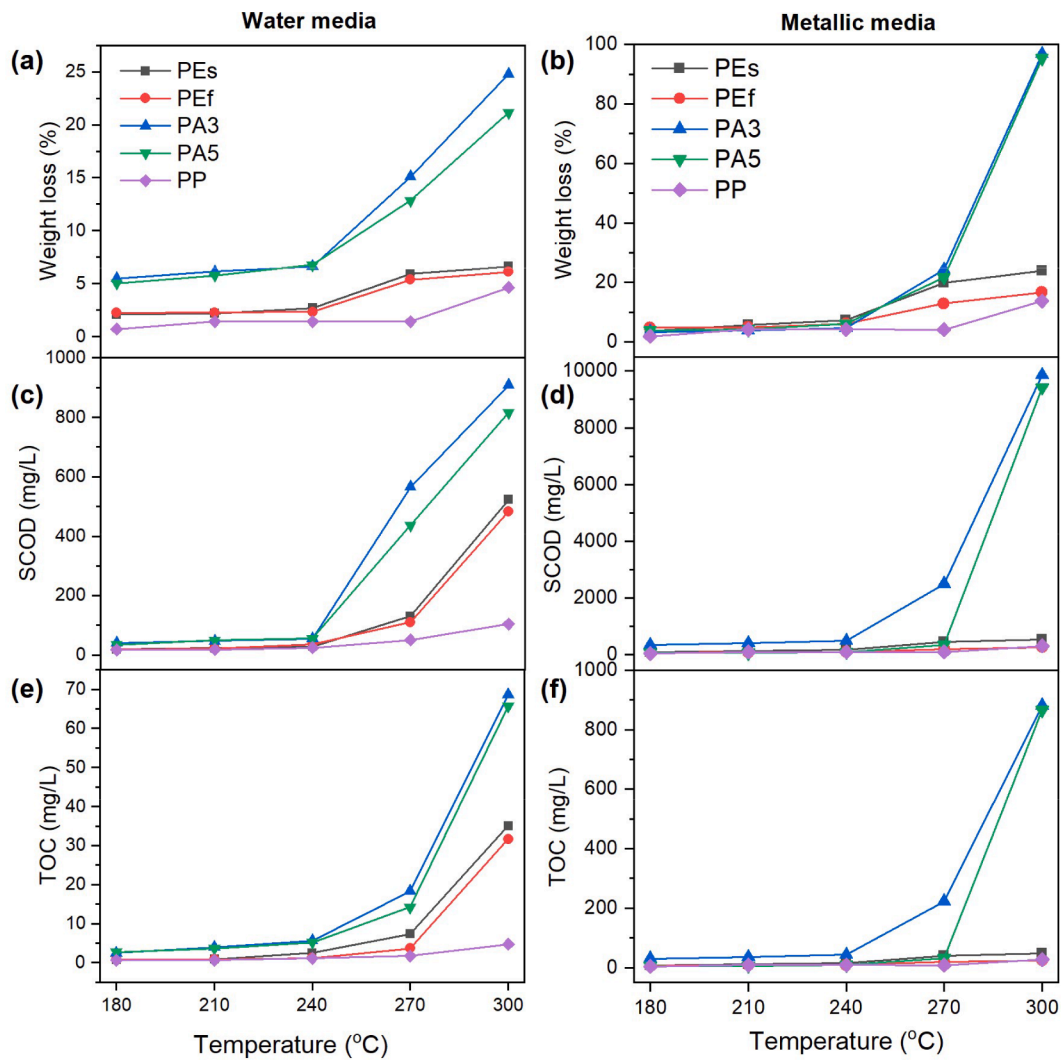 Water media
Metallic media
(a)
PEs
PEf
PA3
PA5
PP
Weight loss (%)
25
20
15
10
5
0
(b)
PEs
PEf
PA3
PA5
PP
Weight loss (%)
100
80
60
40
20
0
(c)
SCOD (mg/L)
1000
800
600
400
200
0
(d)
SCOD (mg/L)
10000
8000
6000
4000
2000
0
(e)
TOC (mg/L)
70
60
50
40
30
20
10
0
180 210 240 270 300
Temperature (°C)
(f)
TOC (mg/L)
1000
800
600
400
200
0
180 210 240 270 300
Temperature (°C)